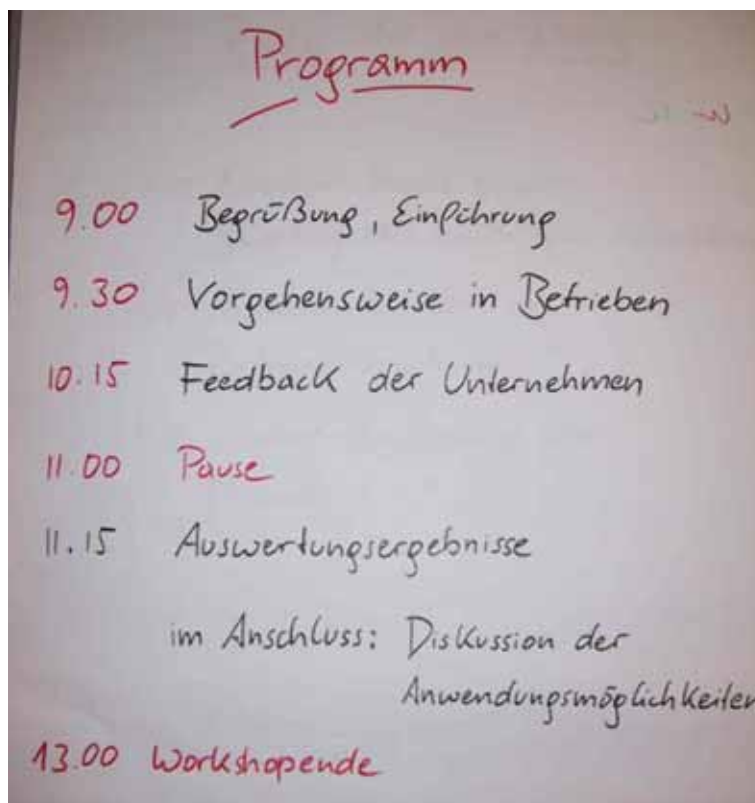 Programm
9.00 Begrüßung, Einführung
9.30 Vorgehensweise in Betrieben
10.15 Feedback der Unternehmen
11.00 Pause
11.15 Auswertungsergebnisse
im Anschluss: Diskussion der
Anwendungsmöglichkeiten
13.00 Workshopende